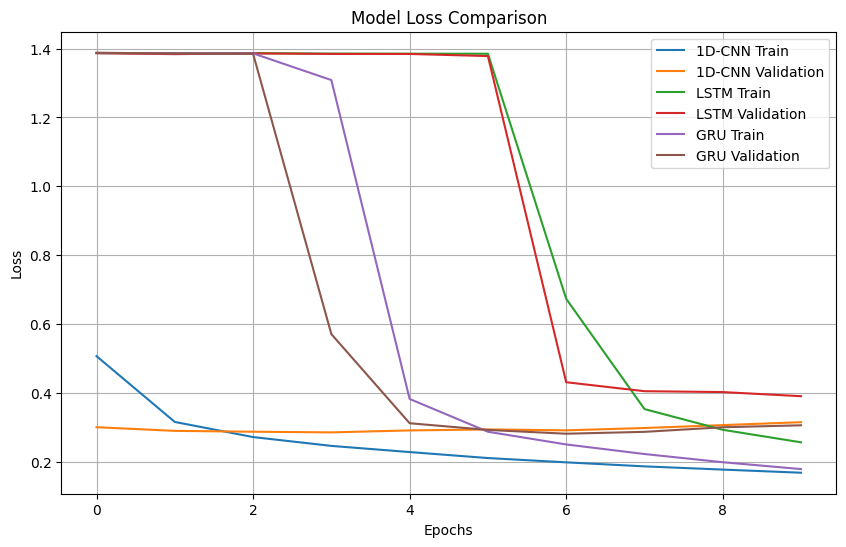 Model Loss Comparison
1.4
1.2
1.0
0.8
0.6
0.4
0.2
Loss
0 2 4 6 8
Epochs
1D-CNN Train
1D-CNN Validation
LSTM Train
LSTM Validation
GRU Train
GRU Validation